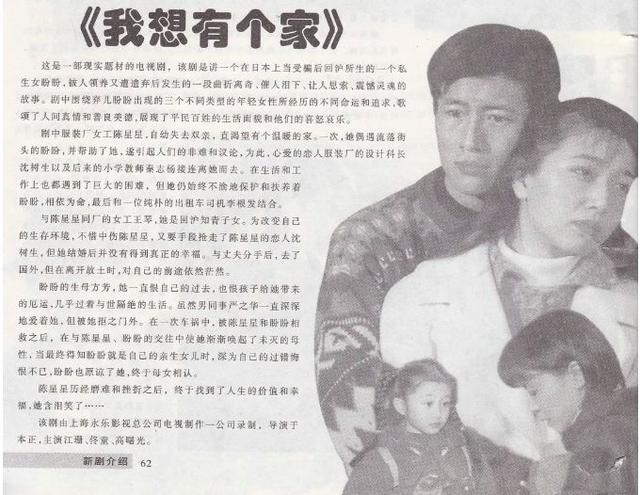 《我想有个家》
这是一部现实题材的电视剧，该剧是讲一个在日本上当受骗后回沪所生的一个私
生女盼盼，被人领养又遭遗弃后发生的一段曲折离奇、催人泪下、让人思索、震憾灵魂的
故事。剧中围绕弃儿盼盼出现的三个不同类型的年轻女性所经历的不同命运和追求，歌
颂了人间真情和善良美德，展现了平民百姓的生活面貌和他们的喜怒哀乐。
剧中服装厂女工陈星星，自幼失去双亲，直渴望有个温暖的家。一次，她偶遇流落街
头的盼盼，并帮助了她，遂引起人们的非难和议论，为此，心爱的恋人服装厂的设计科长
沈树生以及后来的小学教师秦志杨接连离她而去。在生活和工
作上也都遇到了巨大的困难，但她仍始终不渝地保护和扶养着
盼盼，相依为命，最后和一位纯朴的出租车司机李根发结合。
与陈星星同厂的女工王琴，她是回沪知青子女。为改变自己
的生存环境，不惜中伤陈星星，又要手段抢走了陈星星的恋人沈
树生，但她结婚后并没有得到真正的幸福。与丈夫分手后，去了
国外，但在离开故土时，对自己的前途依然茫然。
盼盼的生母方芳，她一直恨自己的过去，也恨孩子给她带来
的厄运，几乎过着与世隔绝的生活。虽然男同事严之华一直深深
地爱着她，但被她拒之门外。在一次车祸中，被陈星星和盼盼相
救之后，在与陈星星、盼盼的交往中使她渐渐唤起了未灭的母
性，当最终得知盼盼就是自己的亲生女儿时，深为自己的过错悔
恨不已，盼盼也原谅了她，终于母女相认。
陈星星历经磨难和挫折之后，终于找到了人生的价值和幸
福，她含泪笑了……
该剧由上海永乐影视总公司电视制作一公司录制，导演于
本正，主演江珊、佟童、高曙光。
新剧介绍 62